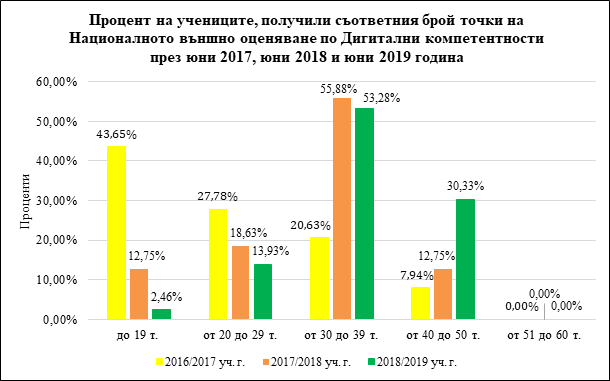 Процент на учениците, получили съответния брой точки на
Националното външно оценяване по Дигитални компетентности
през юни 2017, юни 2018 и юни 2019 година
Проценти
60,00%
50,00%
40,00%
30,00%
20,00%
10,00%
0,00%
43,65%
12,75%
2,46%
27,78%
18,63%
13,93%
20,63%
55,88%
53,28%
7,94%
12,75%
30,33%
0,00%
0,00%
0,00%
до 19 т.
от 20 до 29 т.
от 30 до 39 т.
от 40 до 50 т.
от 51 до 60 т.
2016/2017 уч. г.
2017/2018 уч. г.
2018/2019 уч. г.